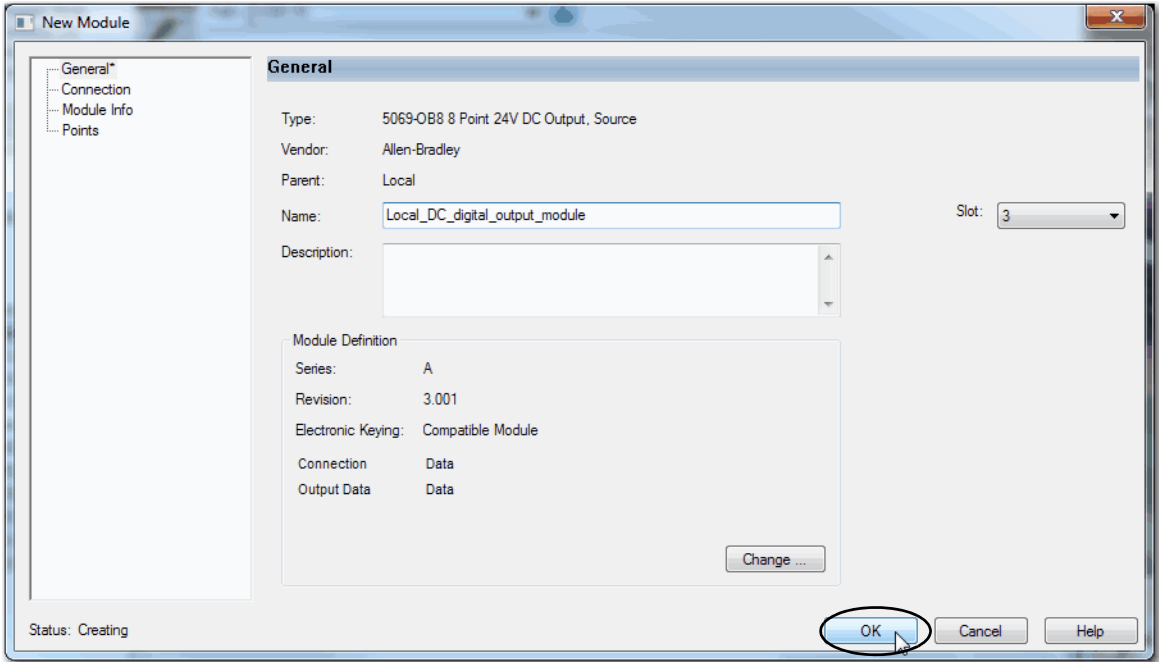 New Module
General*
Connection
Module Info
Points
General
Type: 5069-OB8 8 Point 24V DC Output, Source
Vendor: Allen-Bradley
Parent: Local
Name: Local_DC_digital_output_module Slot: 3
Description:
Module Definition
Series: A
Revision: 3.001
Electronic Keying: Compatible Module
Connection Data
Output Data Data
Change ...
Status: Creating OK Cancel Help